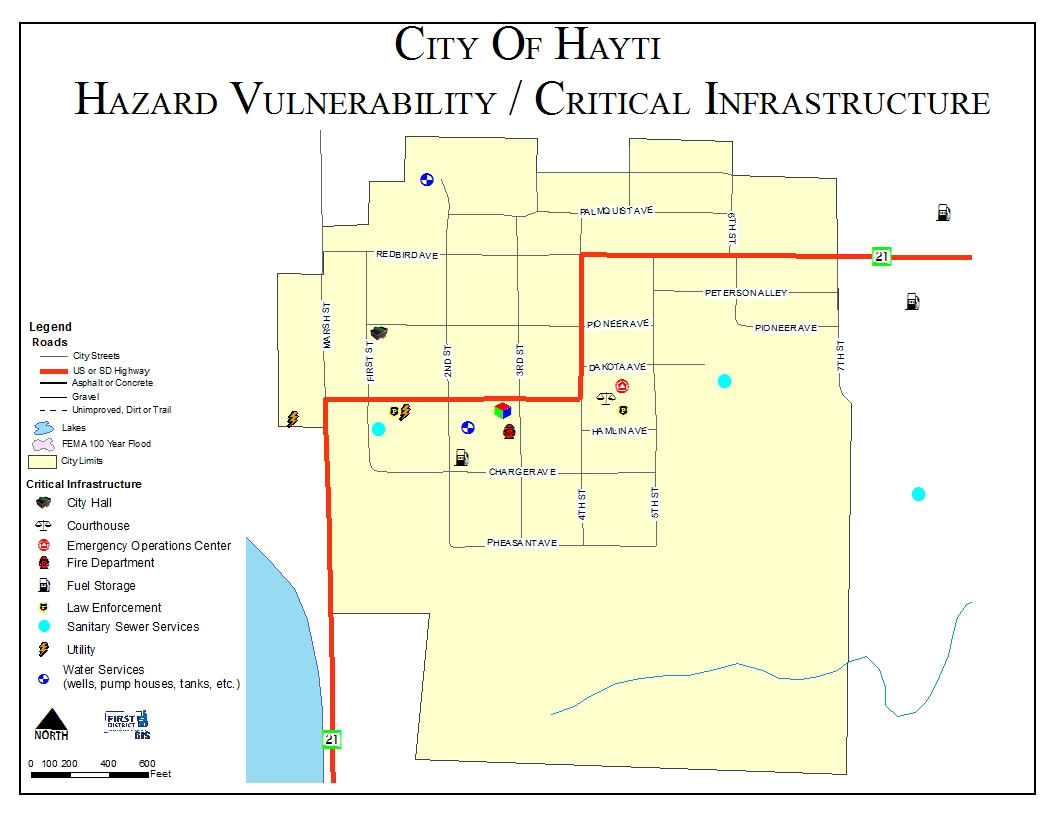 CITY OF HAYTI
HAZARD VULNERABILITY / CRITICAL INFRASTRUCTURE
PALMQUIST AVE
6TH ST
REDBIRD AVE
21
PETERSON ALLEY
MARSH ST
PIONEER AVE
PIONEER AVE
FIRST ST
2ND ST
3RD ST
7TH ST
DAKOTA AVE
HAMLIN AVE
CHARGER AVE
4TH ST
5TH ST
PHEASANT AVE
21
Legend
Roads
City Streets
US or SD Highway
Asphalt or Concrete
Gravel
Unimproved, Dirt or Trail
Lakes
FEMA 100 Year Flood
City Limits
Critical Infrastructure
City Hall
Courthouse
Emergency Operations Center
Fire Department
Fuel Storage
Law Enforcement
Sanitary Sewer Services
Utility
Water Services
(wells, pump houses, tanks, etc.)
NORTH
FIRST
DISTRICT
GIS
0 100 200 400 600
Feet